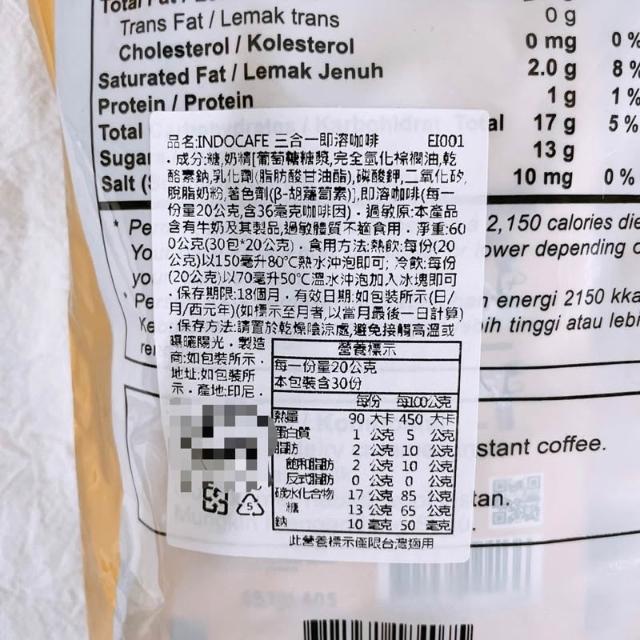 Trans Fat / Lemak trans 0 g
Cholesterol / Kolesterol 0 mg 0%
Saturated Fat / Lemak Jenuh 2.0 g 8%
Protein / Protein 1 g 1%
Total 17 g 5%
Sugar 13 g
Salt 10 mg 0%
2,150 calories
energi 2150
tinggi atau
instant coffee.
品名:INDOCAFE 三合一即溶咖啡 EI001
・成分:糖,奶精[葡萄糖糖漿,完全氫化棕櫚油,乾
酪素鈉,乳化劑(脂肪酸甘油酯),磷酸鉀,二氧化矽,
脫脂奶粉,著色劑(β-胡蘿蔔素)],即溶咖啡(每一
份量20公克,含36毫克咖啡因)・過敏原:本產品
含有牛奶及其製品,過敏體質不適食用・淨重:60
0公克(30包*20公克)・食用方法:熱飲:每份(20
公克)以150毫升80℃熱水沖泡即可; 冷飲:每份
(20公克)以70毫升50℃溫水沖泡加入冰塊即可
・保存期限:18個月・有效日期:如包裝所示(日/
月/西元年)(如標示至月者,以當月最後一日計算)
・保存方法:請置於乾燥陰涼處,避免接觸高溫或
曝曬陽光・製造
商:如包裝所示・
地址:如包裝所
示・產地:印尼・
營養標示
每一份量20公克
本包裝含30份
每份 每100公克
熱量 90 大卡 450 大卡
蛋白質 1 公克 5 公克
脂肪 2 公克 10 公克
飽和脂肪 2 公克 10 公克
反式脂肪 0 公克 0 公克
碳水化合物 17 公克 85 公克
糖 13 公克 65 公克
鈉 10 毫克 50 毫克
此營養標示僅限台灣適用
5